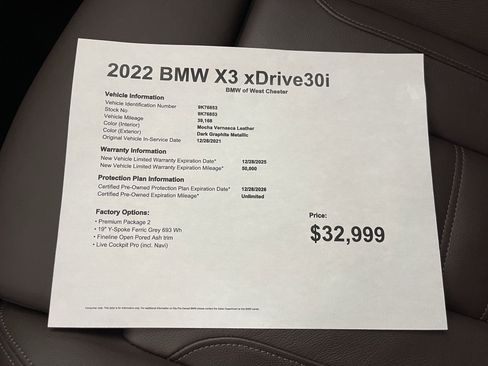 2022 BMW X3 xDrive30i
BMW of West Chester
Vehicle Information
Vehicle Identification Number 9K76853
Stock No 9K76853
Vehicle Mileage 39,168
Color (Interior) Mocha Vernasca Leather
Color (Exterior) Dark Graphite Metallic
Original Vehicle In-Service Date 12/28/2021
Warranty Information
New Vehicle Limited Warranty Expiration Date* 12/28/2025
New Vehicle Limited Warranty Expiration Mileage* 50,000
Protection Plan Information
Certified Pre-Owned Protection Plan Expiration Date* 12/28/2026
Certified Pre-Owned Expiration Mileage* Unlimited
Factory Options: Price:
• Premium Package 2
• 19" Y-Spoke Ferric Grey 693 Wh $32,999
• Fineline Open Pored Ash trim
• Live Cockpit Pro (incl. Navi)